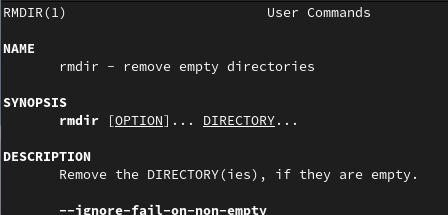 RMDIR(1) User Commands
NAME
rmdir - remove empty directories
SYNOPSIS
rmdir [OPTION]... DIRECTORY...
DESCRIPTION
Remove the DIRECTORY(ies), if they are empty.
--ignore-fail-on-non-empty